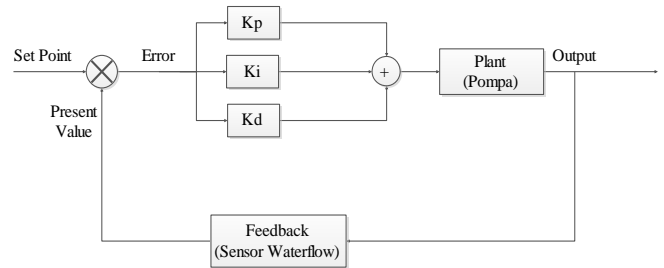 Kp
Set Point
Error
Ki
+
Plant
(Pompa)
Output
Present
Value
Kd
Feedback
(Sensor Waterflow)